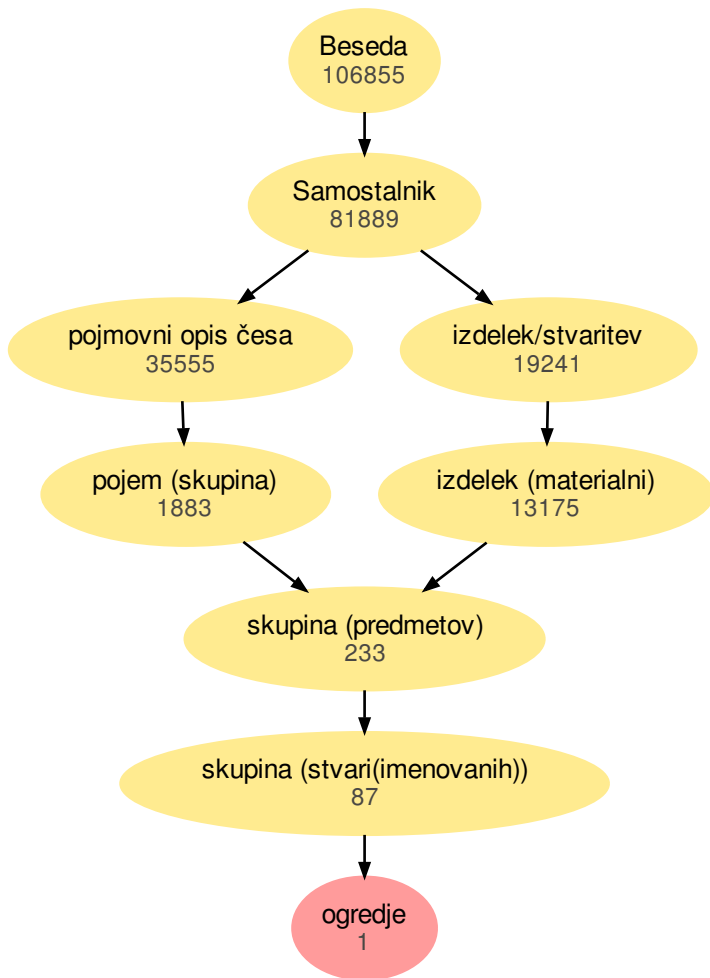 Beseda
106855
Samostalnik
81889
pojmovni opis česa
35555
izdelek/stvaritev
19241
pojem (skupina)
1883
izdelek (materialni)
13175
skupina (predmetov)
233
skupina (stvari(imenovanih))
87
ogredje
1